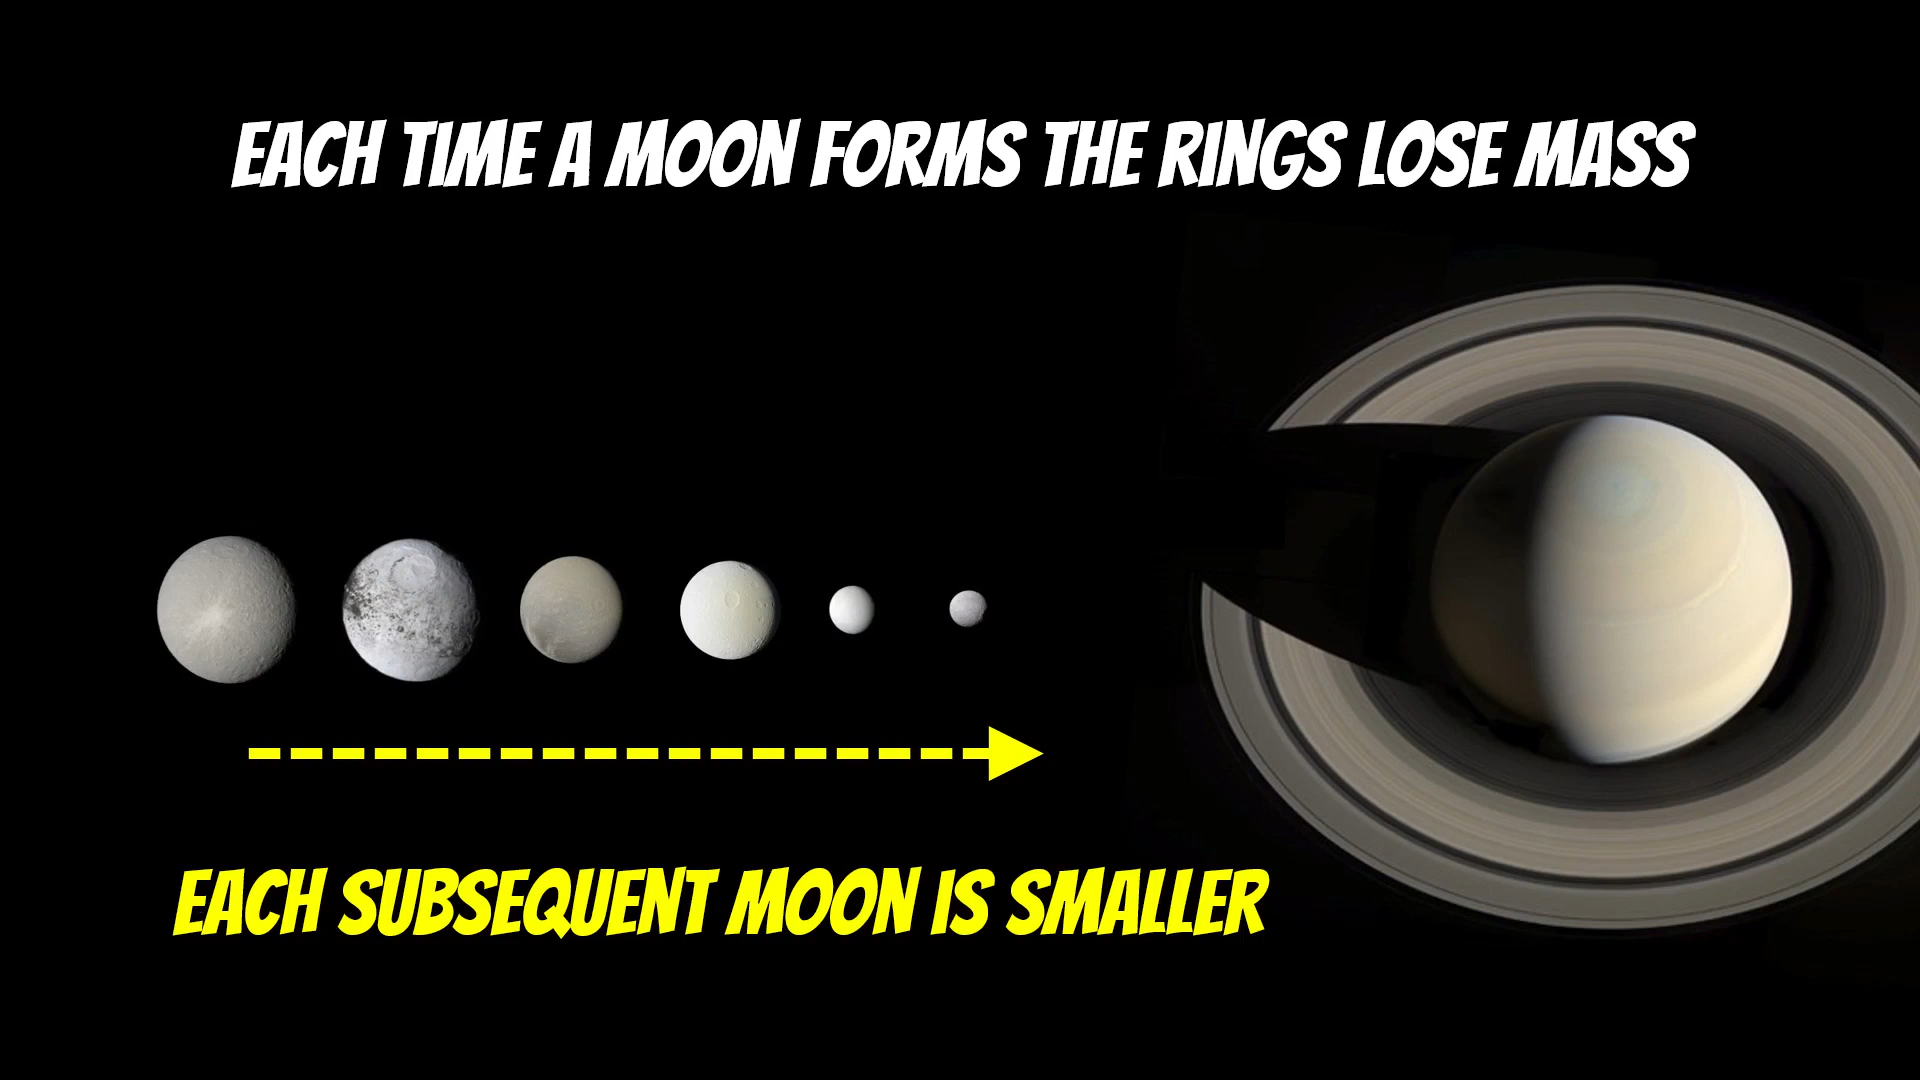 EACH TIME A MOON FORMS THE RINGS LOSE MASS
EACH SUBSEQUENT MOON IS SMALLER